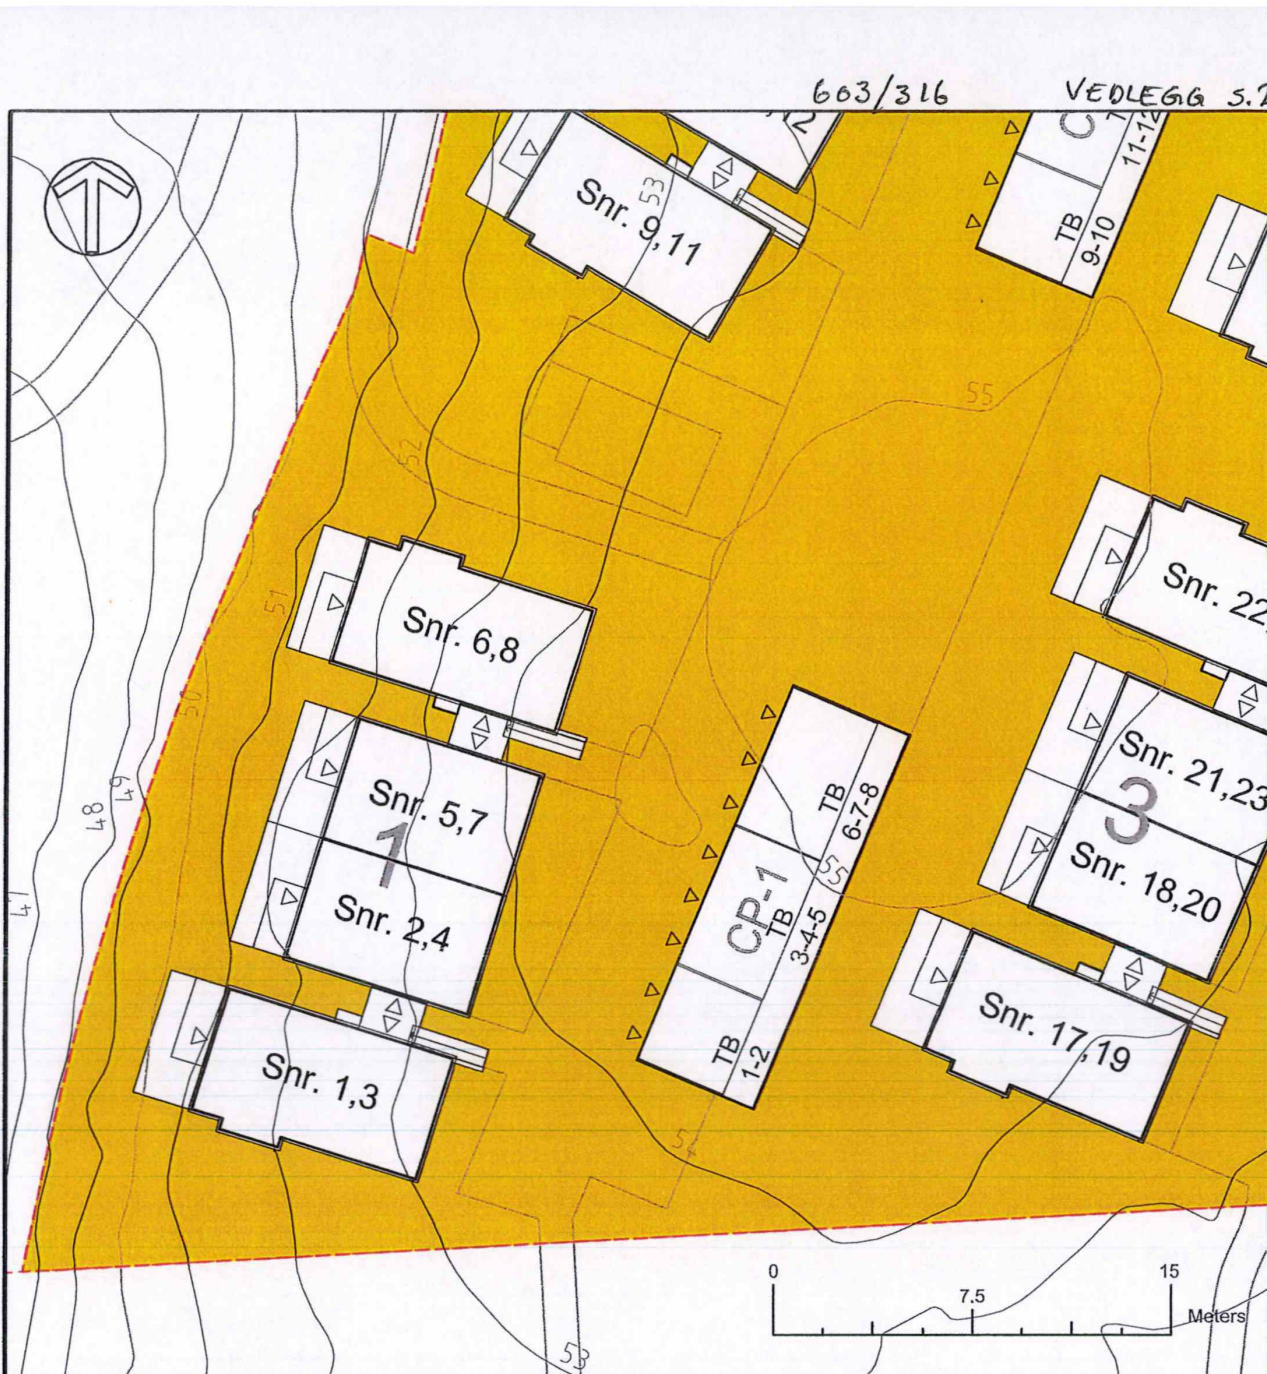 603/316 VEDLEGG S.2
12
11-12
TB
9-10
53
Snr. 9,11
55
52
Snr. 22,
51
Snr. 6,8
50
Snr. 21,23
3
49
48
Snr. 5,7
1
TB
6-7-8
Snr. 18,20
55
47
Snr. 2,4
CP-1
TB
3-4-5
Snr. 17,19
TB
1-2
Snr. 1,3
54
0 7.5 15
Meters
53